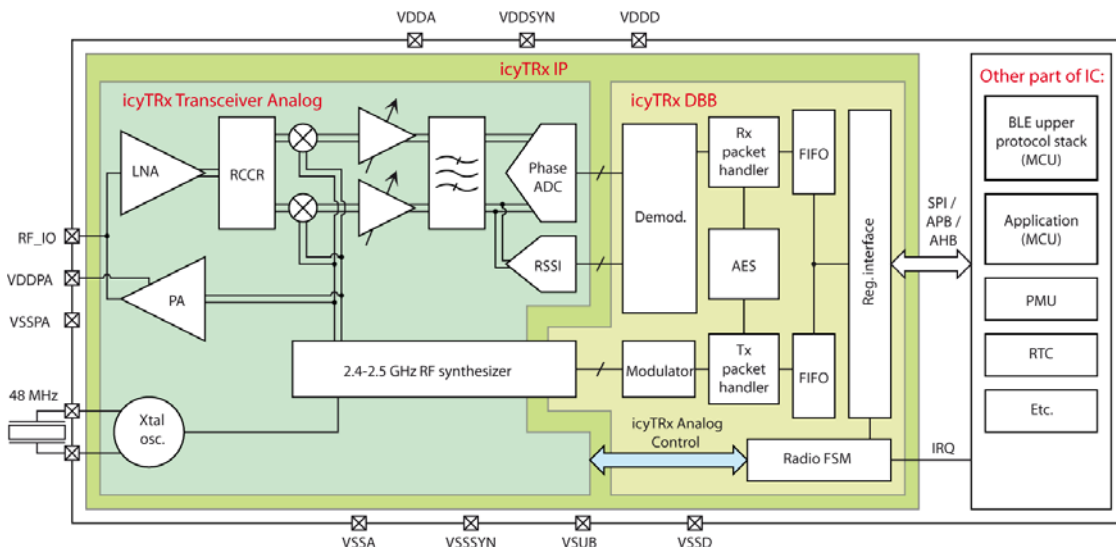 VDDA
VDDSYN
VDDD
icyTRx IP
icyTRx Transceiver Analog
icyTRx DBB
Other part of IC:
LNA
RCCR
Phase
ADC
RSSI
PA
2.4-2.5 GHz RF synthesizer
Xtal
osc.
Demod.
Rx
packet
handler
FIFO
AES
Tx
packet
handler
FIFO
Modulator
Reg. interface
icyTRx Analog
Control
Radio FSM
SPI /
APB /
AHB
IRQ
BLE upper
protocol stack
(MCU)
Application
(MCU)
PMU
RTC
Etc.
RF_IO
VDDPA
VSSPA
48 MHz
VSSA
VSSSYN
VSUB
VSSD